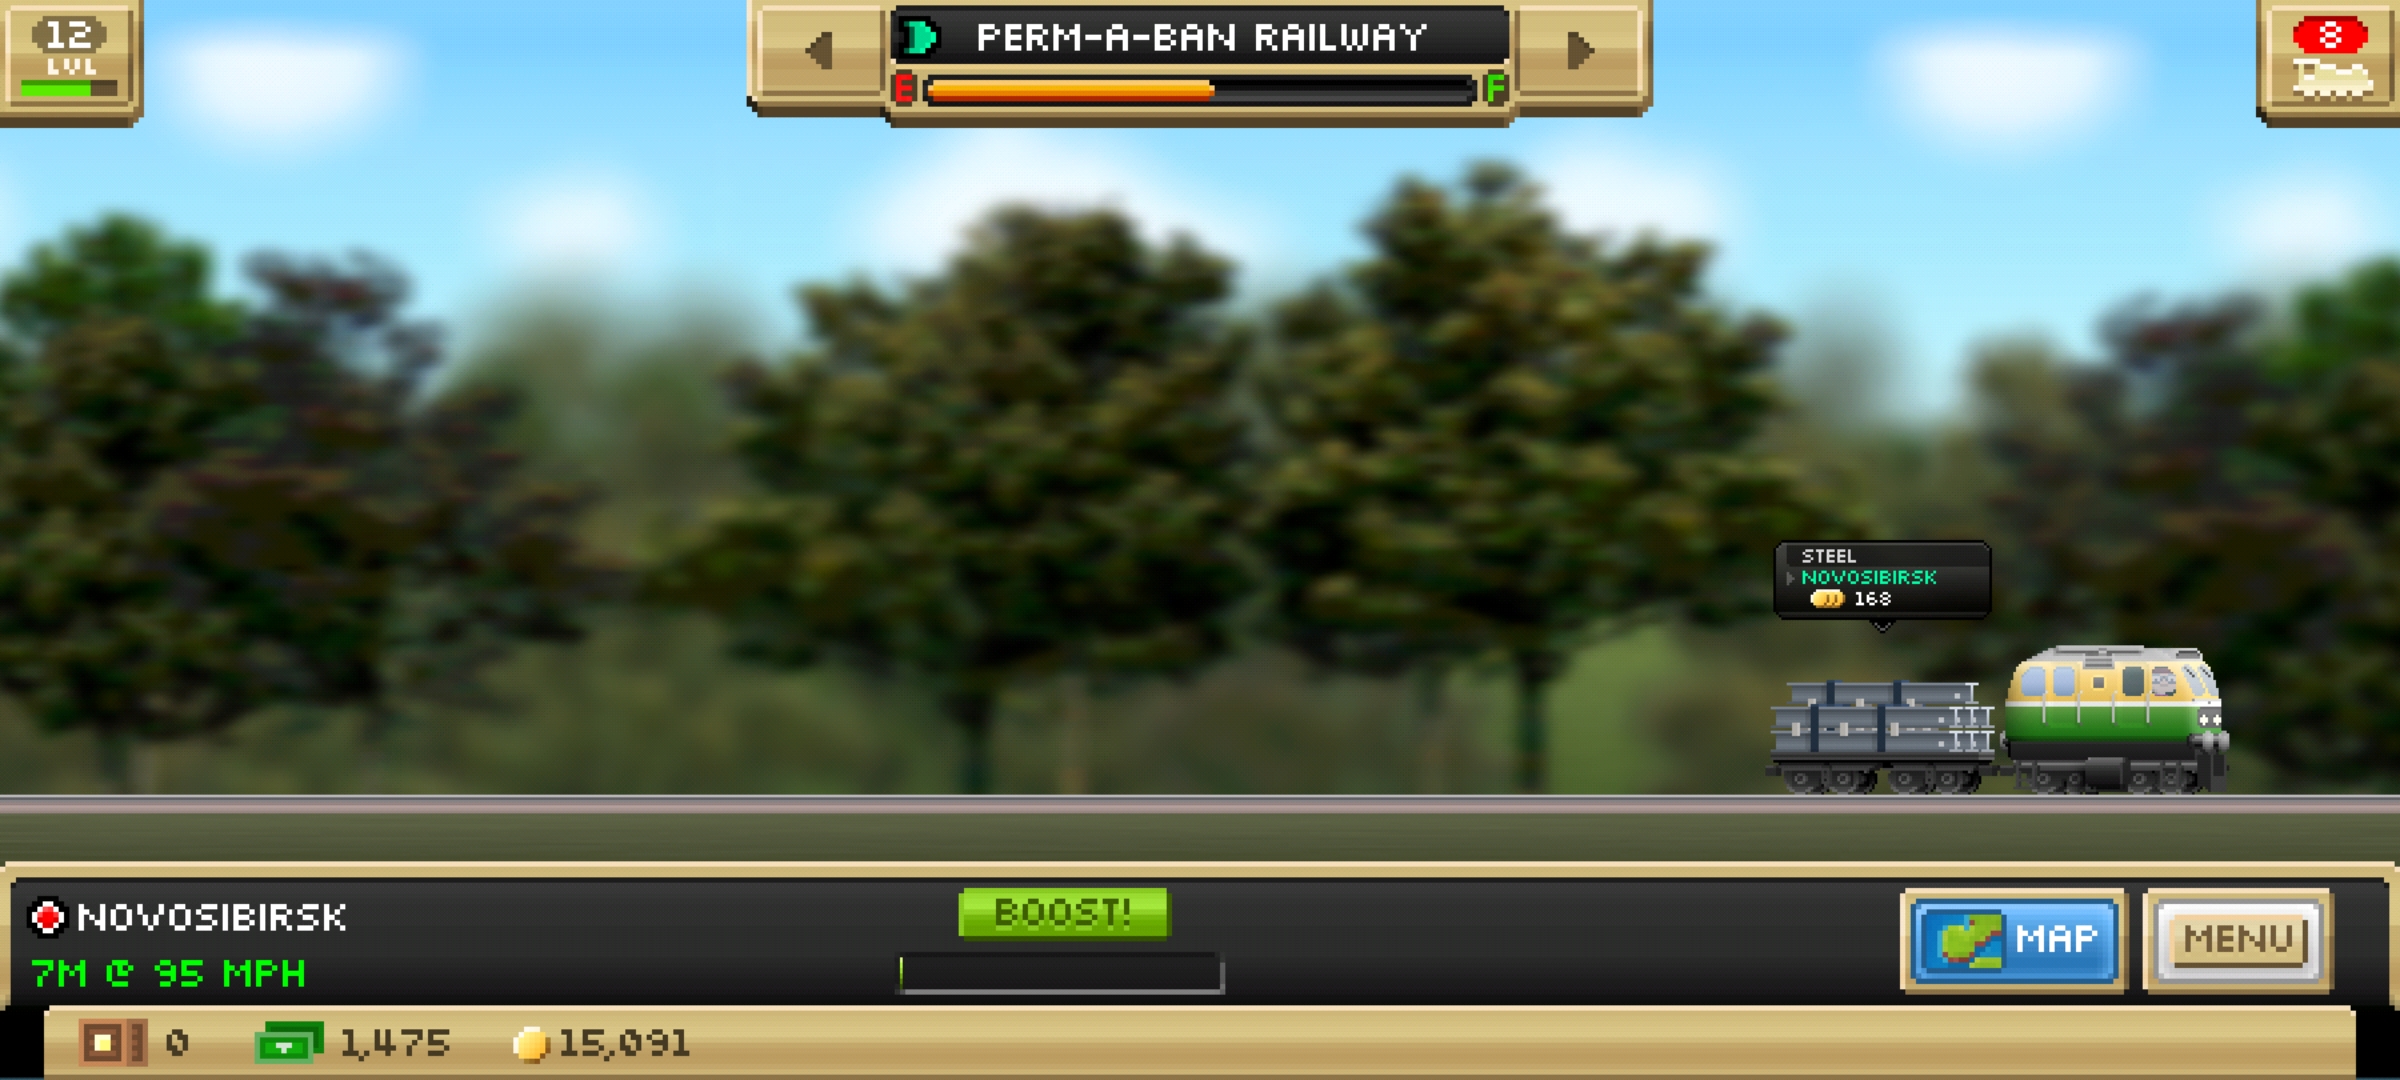 12
LVL
PERM-A-BAN RAILWAY
E F
8
STEEL
NOVOSIBIRSK
168
NOVOSIBIRSK
7M @ 95 MPH
BOOST!
MAP
MENU
0
1,475
15,091